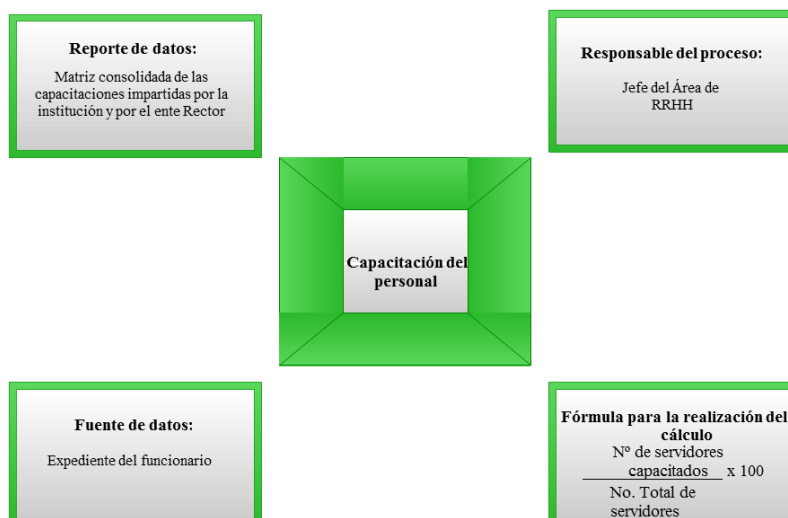 Reporte de datos:
Matriz consolidada de las
capacitaciones impartidas por la
institución y por el ente Rector
Responsable del proceso:
Jefe del Área de
RRHH
Capacitación del
personal
Fuente de datos:
Expediente del funcionario
Fórmula para la realización del
cálculo
Nº de servidores
capacitados x 100
No. Total de
servidores